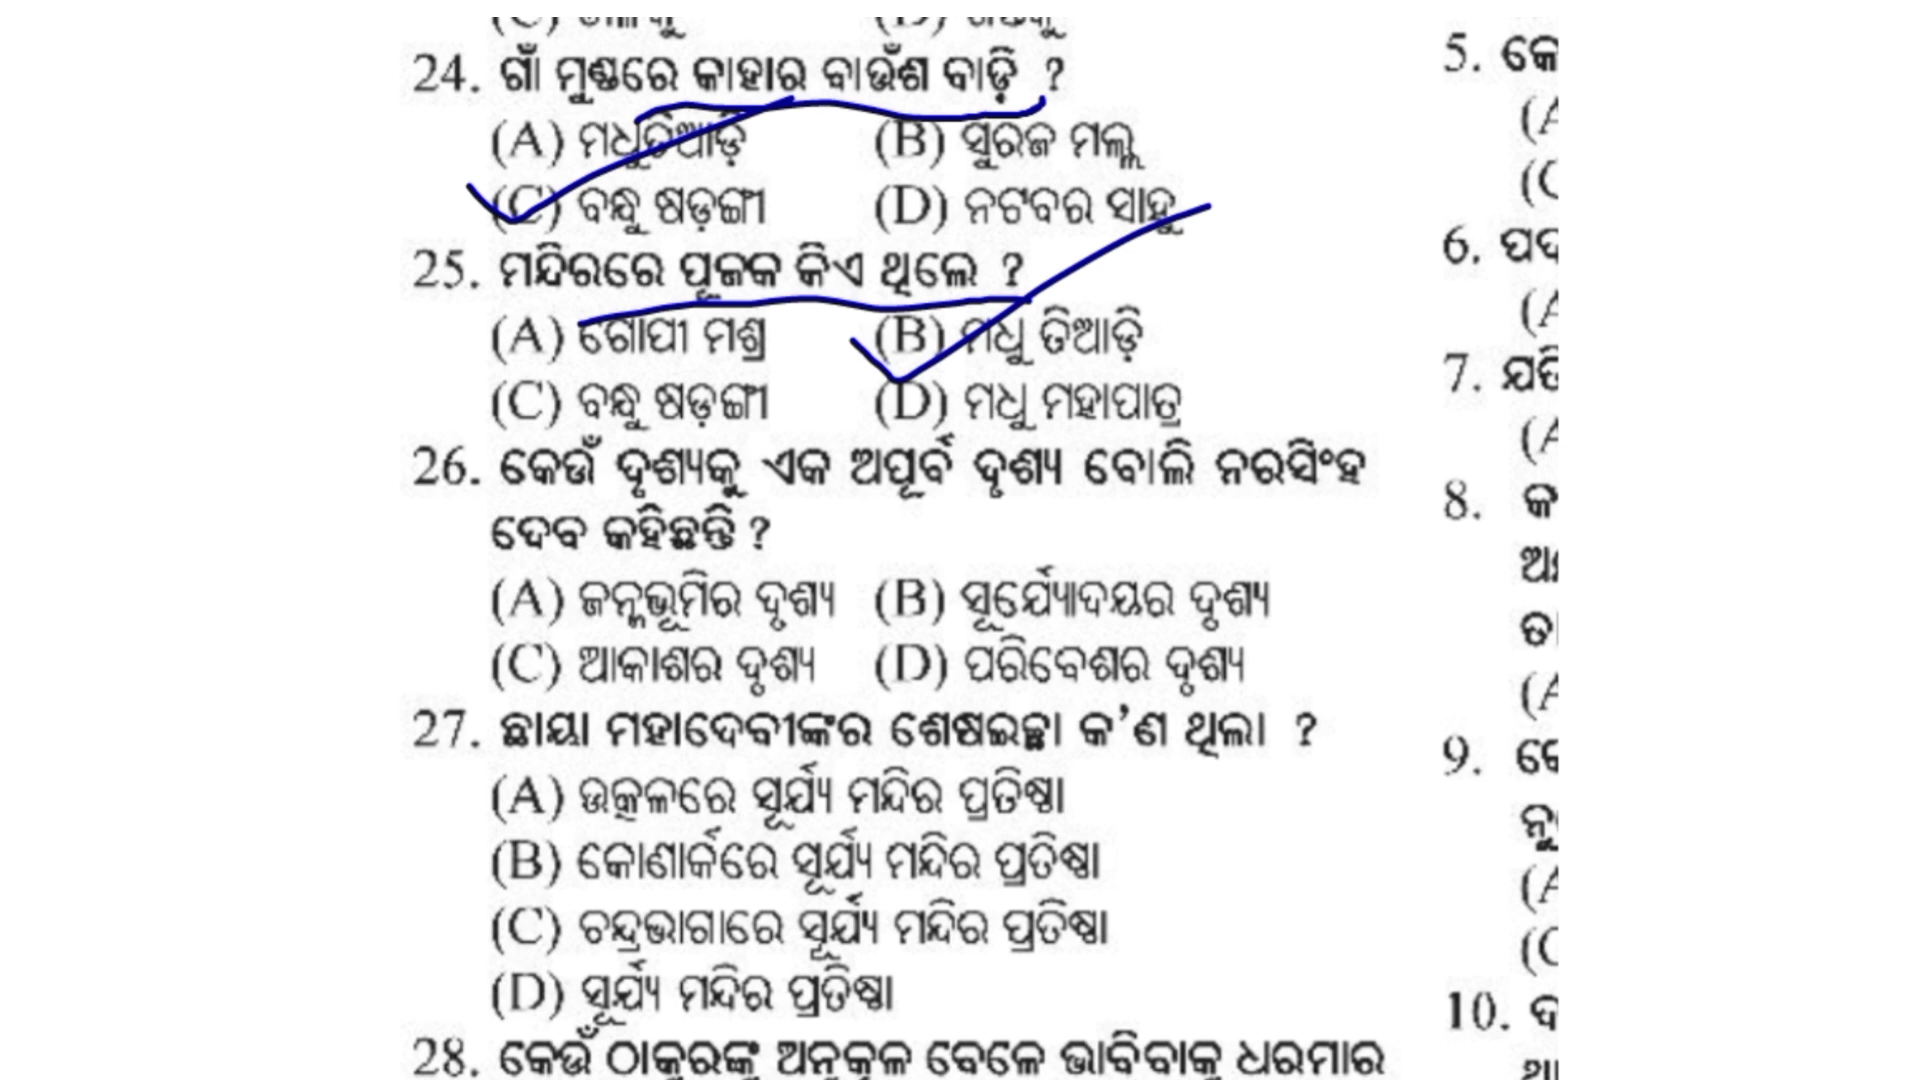 24. ଗାଁ ମୁଣ୍ଡରେ କାହାର ବାଉଁଶ ବାଡ଼ି ?
(A) ମଧୁତିଆଡ଼ି (B) ସୁରଜ ମଲ୍ଲ
(C) ବନ୍ଧୁ ଷଡ଼ଙ୍ଗୀ (D) ନଟବର ସାହୁ
25. ମନ୍ଦିରରେ ପୂଜକ କିଏ ଥିଲେ ?
(A) ଗୋପୀ ମଶ୍ର (B) ମଧୁ ତିଆଡ଼ି
(C) ବନ୍ଧୁ ଷଡ଼ଙ୍ଗୀ (D) ମଧୁ ମହାପାତ୍ର
26. କେଉଁ ଦୃଶ୍ୟକୁ ଏକ ଅପୂର୍ବ ଦୃଶ୍ୟ ବୋଲି ନରସିଂହ
ଦେବ କହିଛନ୍ତି ?
(A) ଜନ୍ମଭୂମିର ଦୃଶ୍ୟ (B) ସୂର୍ଯ୍ୟୋଦୟର ଦୃଶ୍ୟ
(C) ଆକାଶର ଦୃଶ୍ୟ (D) ପରିବେଶର ଦୃଶ୍ୟ
27. ଛାୟା ମହାଦେବୀଙ୍କର ଶେଷଇଚ୍ଛା କ'ଣ ଥିଲା ?
(A) ଉତ୍କଳରେ ସୂର୍ଯ୍ୟ ମନ୍ଦିର ପ୍ରତିଷ୍ଠା
(B) କୋଣାର୍କରେ ସୂର୍ଯ୍ୟ ମନ୍ଦିର ପ୍ରତିଷ୍ଠା
(C) ଚନ୍ଦ୍ରଭାଗାରେ ସୂର୍ଯ୍ୟ ମନ୍ଦିର ପ୍ରତିଷ୍ଠା
(D) ସୂର୍ଯ୍ୟ ମନ୍ଦିର ପ୍ରତିଷ୍ଠା
28. କେଉଁ ଠାକୁରଙ୍କୁ ଅନୁକୂଳ ବେଳେ ଭାବିବାକୁ ଧରମାର
5.
6.
7.
8.
9.
10.